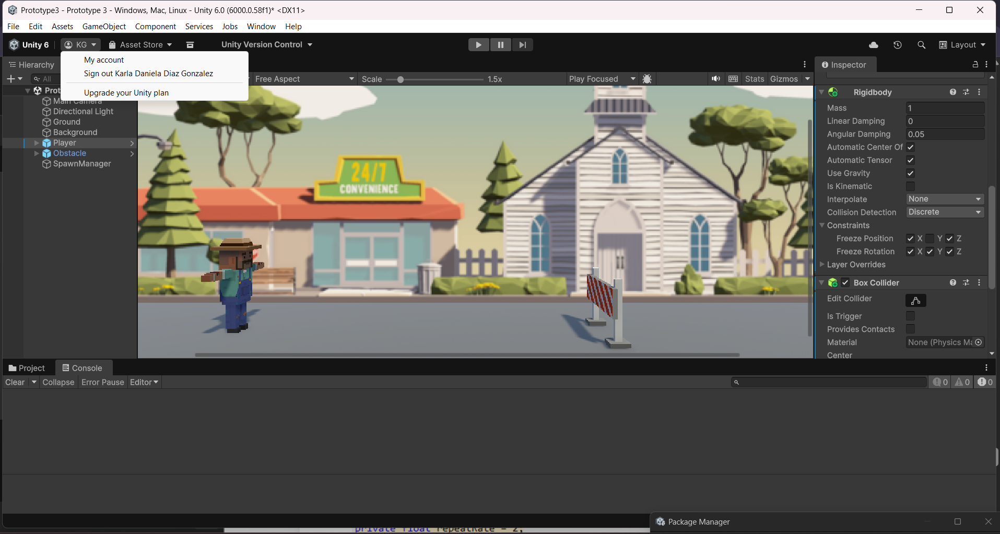 Prototype3 - Prototype 3 - Windows, Mac, Linux - Unity 6.0 (6000.0.58f1)* <DX11>
File Edit Assets GameObject Component Services Jobs Window Help
Unity 6 KG Asset Store Unity Version Control Layout
My account
Sign out Karla Daniela Diaz Gonzalez
Upgrade your Unity plan
Hierarchy
All
Main Camera
Directional Light
Ground
Background
Player
Obstacle
SpawnManager
Free Aspect Scale 1.5x Play Focused Stats Gizmos
24/7
CONVENIENCE
Inspector
Rigidbody
Mass 1
Linear Damping 0
Angular Damping 0.05
Automatic Center Of
Automatic Tensor
Use Gravity
Is Kinematic
Interpolate None
Collision Detection Discrete
Constraints
Freeze Position X Y Z
Freeze Rotation X Y Z
Layer Overrides
Box Collider
Edit Collider
Is Trigger
Provides Contacts
Material None (Physics Ma
Center
Project Console
Clear Collapse Error Pause Editor 0 0 0
Package Manager
private float repeatRate = 2;